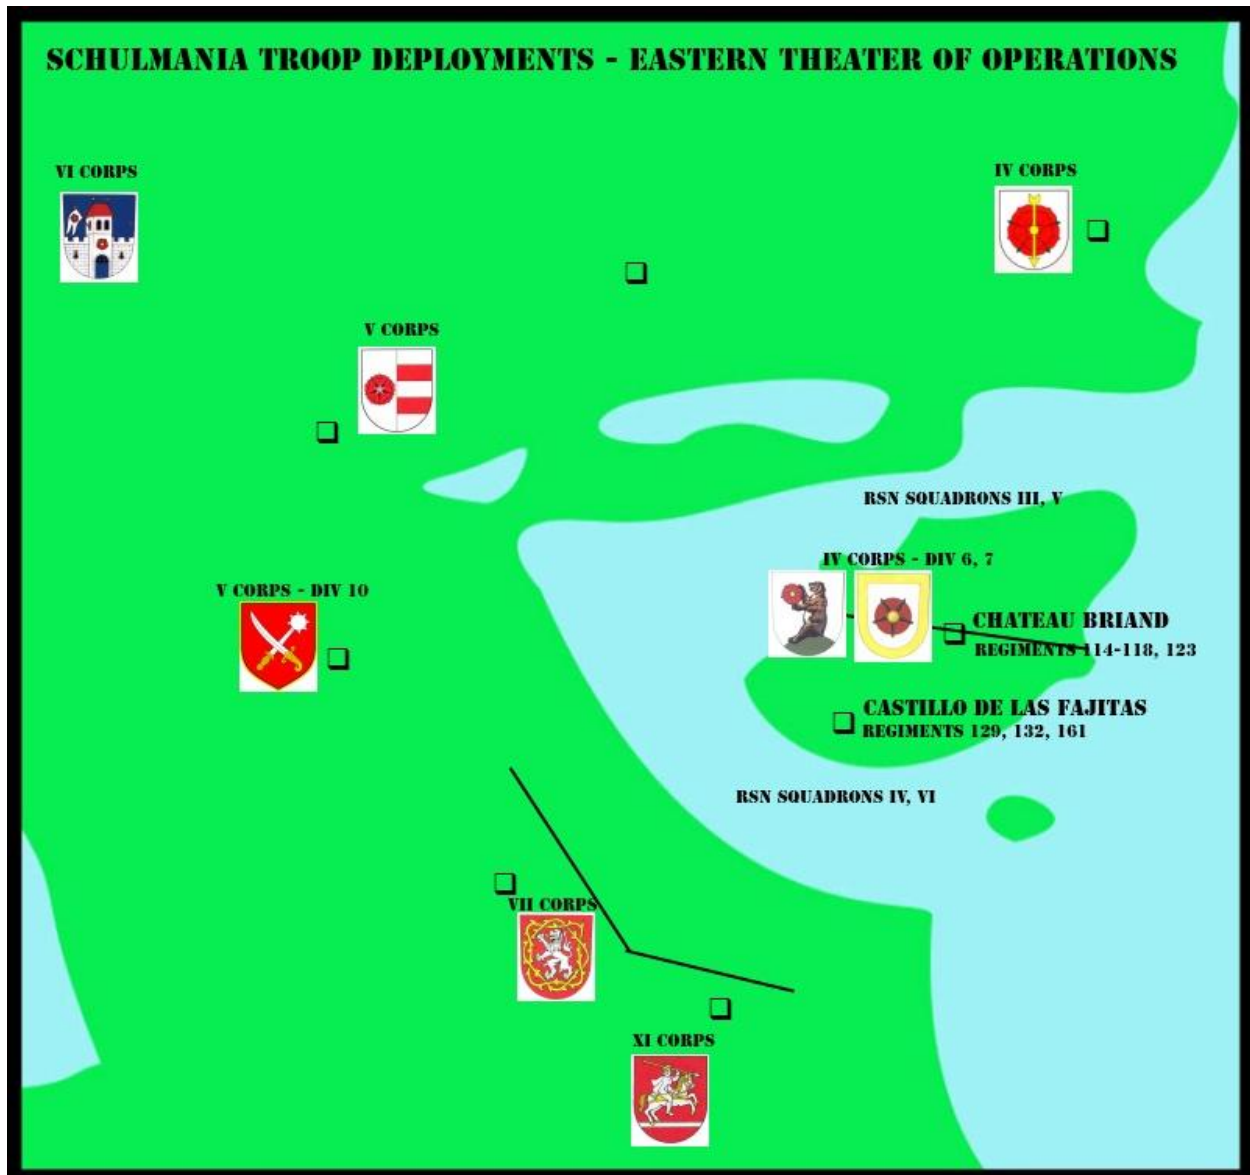 SCHULMANIA TROOP DEPLOYMENTS - EASTERN THEATER OF OPERATIONS
VI CORPS
IV CORPS
V CORPS
RSN SQUADRONS III, V
IV CORPS - DIV 6, 7
V CORPS - DIV 10
CHATEAU BRIAND
REGIMENTS 114-118, 123
CASTILLO DE LAS FAJITAS
REGIMENTS 129, 132, 161
RSN SQUADRONS IV, VI
VII CORPS
XI CORPS